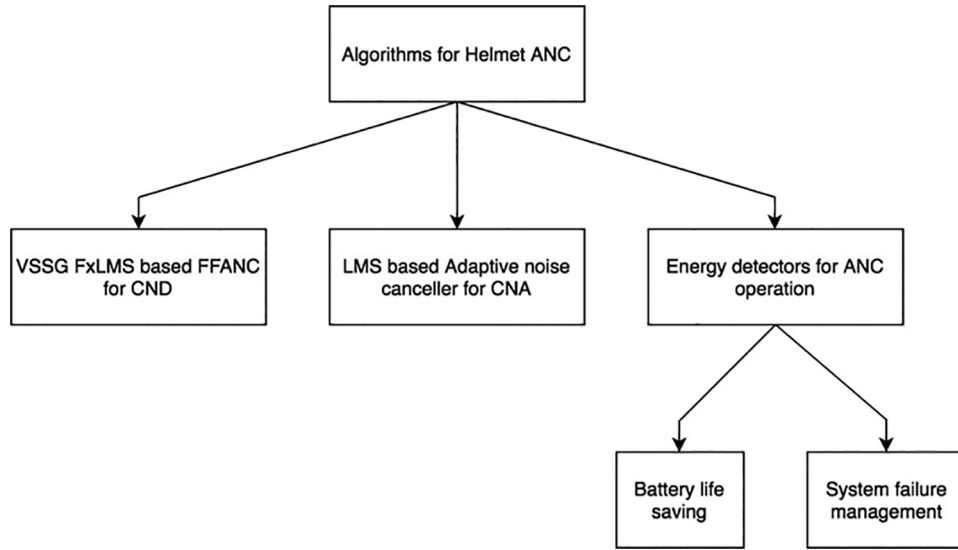 Algorithms for Helmet ANC
VSSG FxLMS based FFANC
for CND
LMS based Adaptive noise
canceller for CNA
Energy detectors for ANC
operation
Battery life
saving
System failure
management